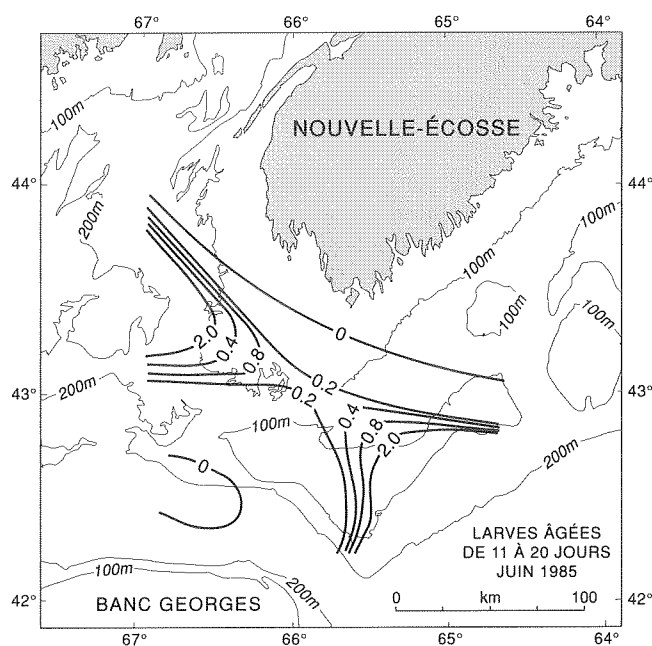 67° 66° 65° 64°
100m
NOUVELLE-ÉCOSSE
44° 44°
200m
100m
100m
100m
100m
0
2.0
0.4
0.8
43° 43°
200m
0.2
0.2
0.4
100m
0.8
2.0
200m
0
LARVES ÂGÉES
DE 11 À 20 JOURS
JUIN 1985
100m
200m
0 km 100
BANC GEORGES
42° 42°
67° 66° 65° 64°